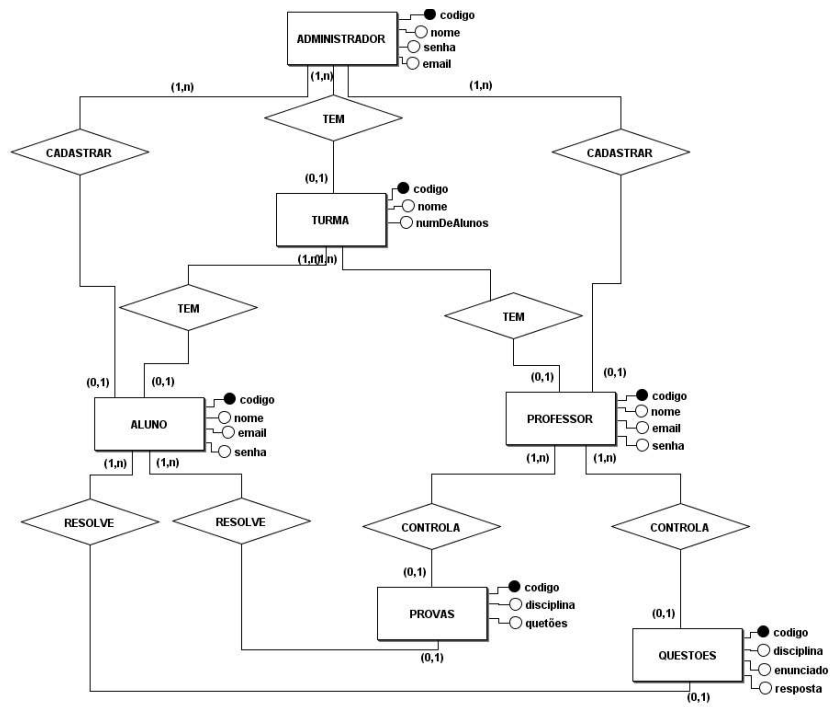 codigo
ADMINISTRADOR
nome
senha
email
(1,n)
(1,n)
(1,n)
TEM
CADASTRAR
CADASTRAR
(0,1)
codigo
TURMA
nome
numDeAlunos
(1,n)
TEM
TEM
(0,1)
(0,1)
(0,1)
(0,1)
codigo
ALUNO
nome
email
senha
codigo
PROFESSOR
nome
email
senha
(1,n)
(1,n)
(1,n)
(1,n)
RESOLVE
RESOLVE
CONTROLA
CONTROLA
(0,1)
codigo
PROVAS
disciplina
quetões
(0,1)
(0,1)
codigo
QUESTOES
disciplina
enunciado
resposta
(0,1)